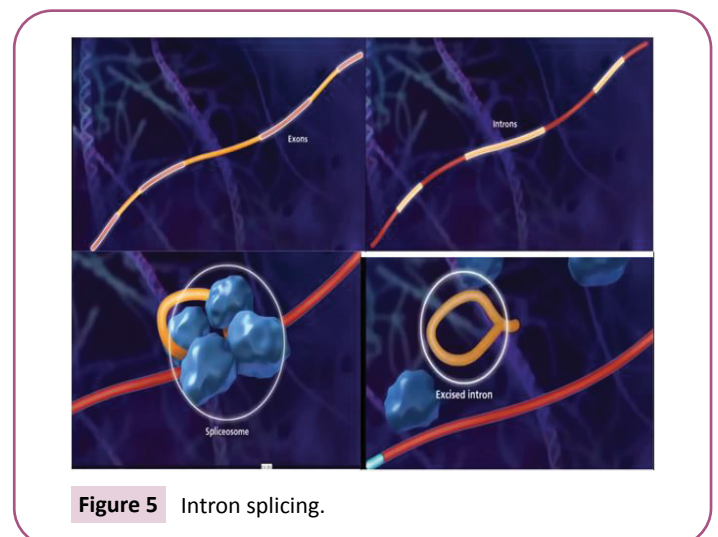 Exons
Introns
Spliceosome
Excised intron
Figure 5 Intron splicing.